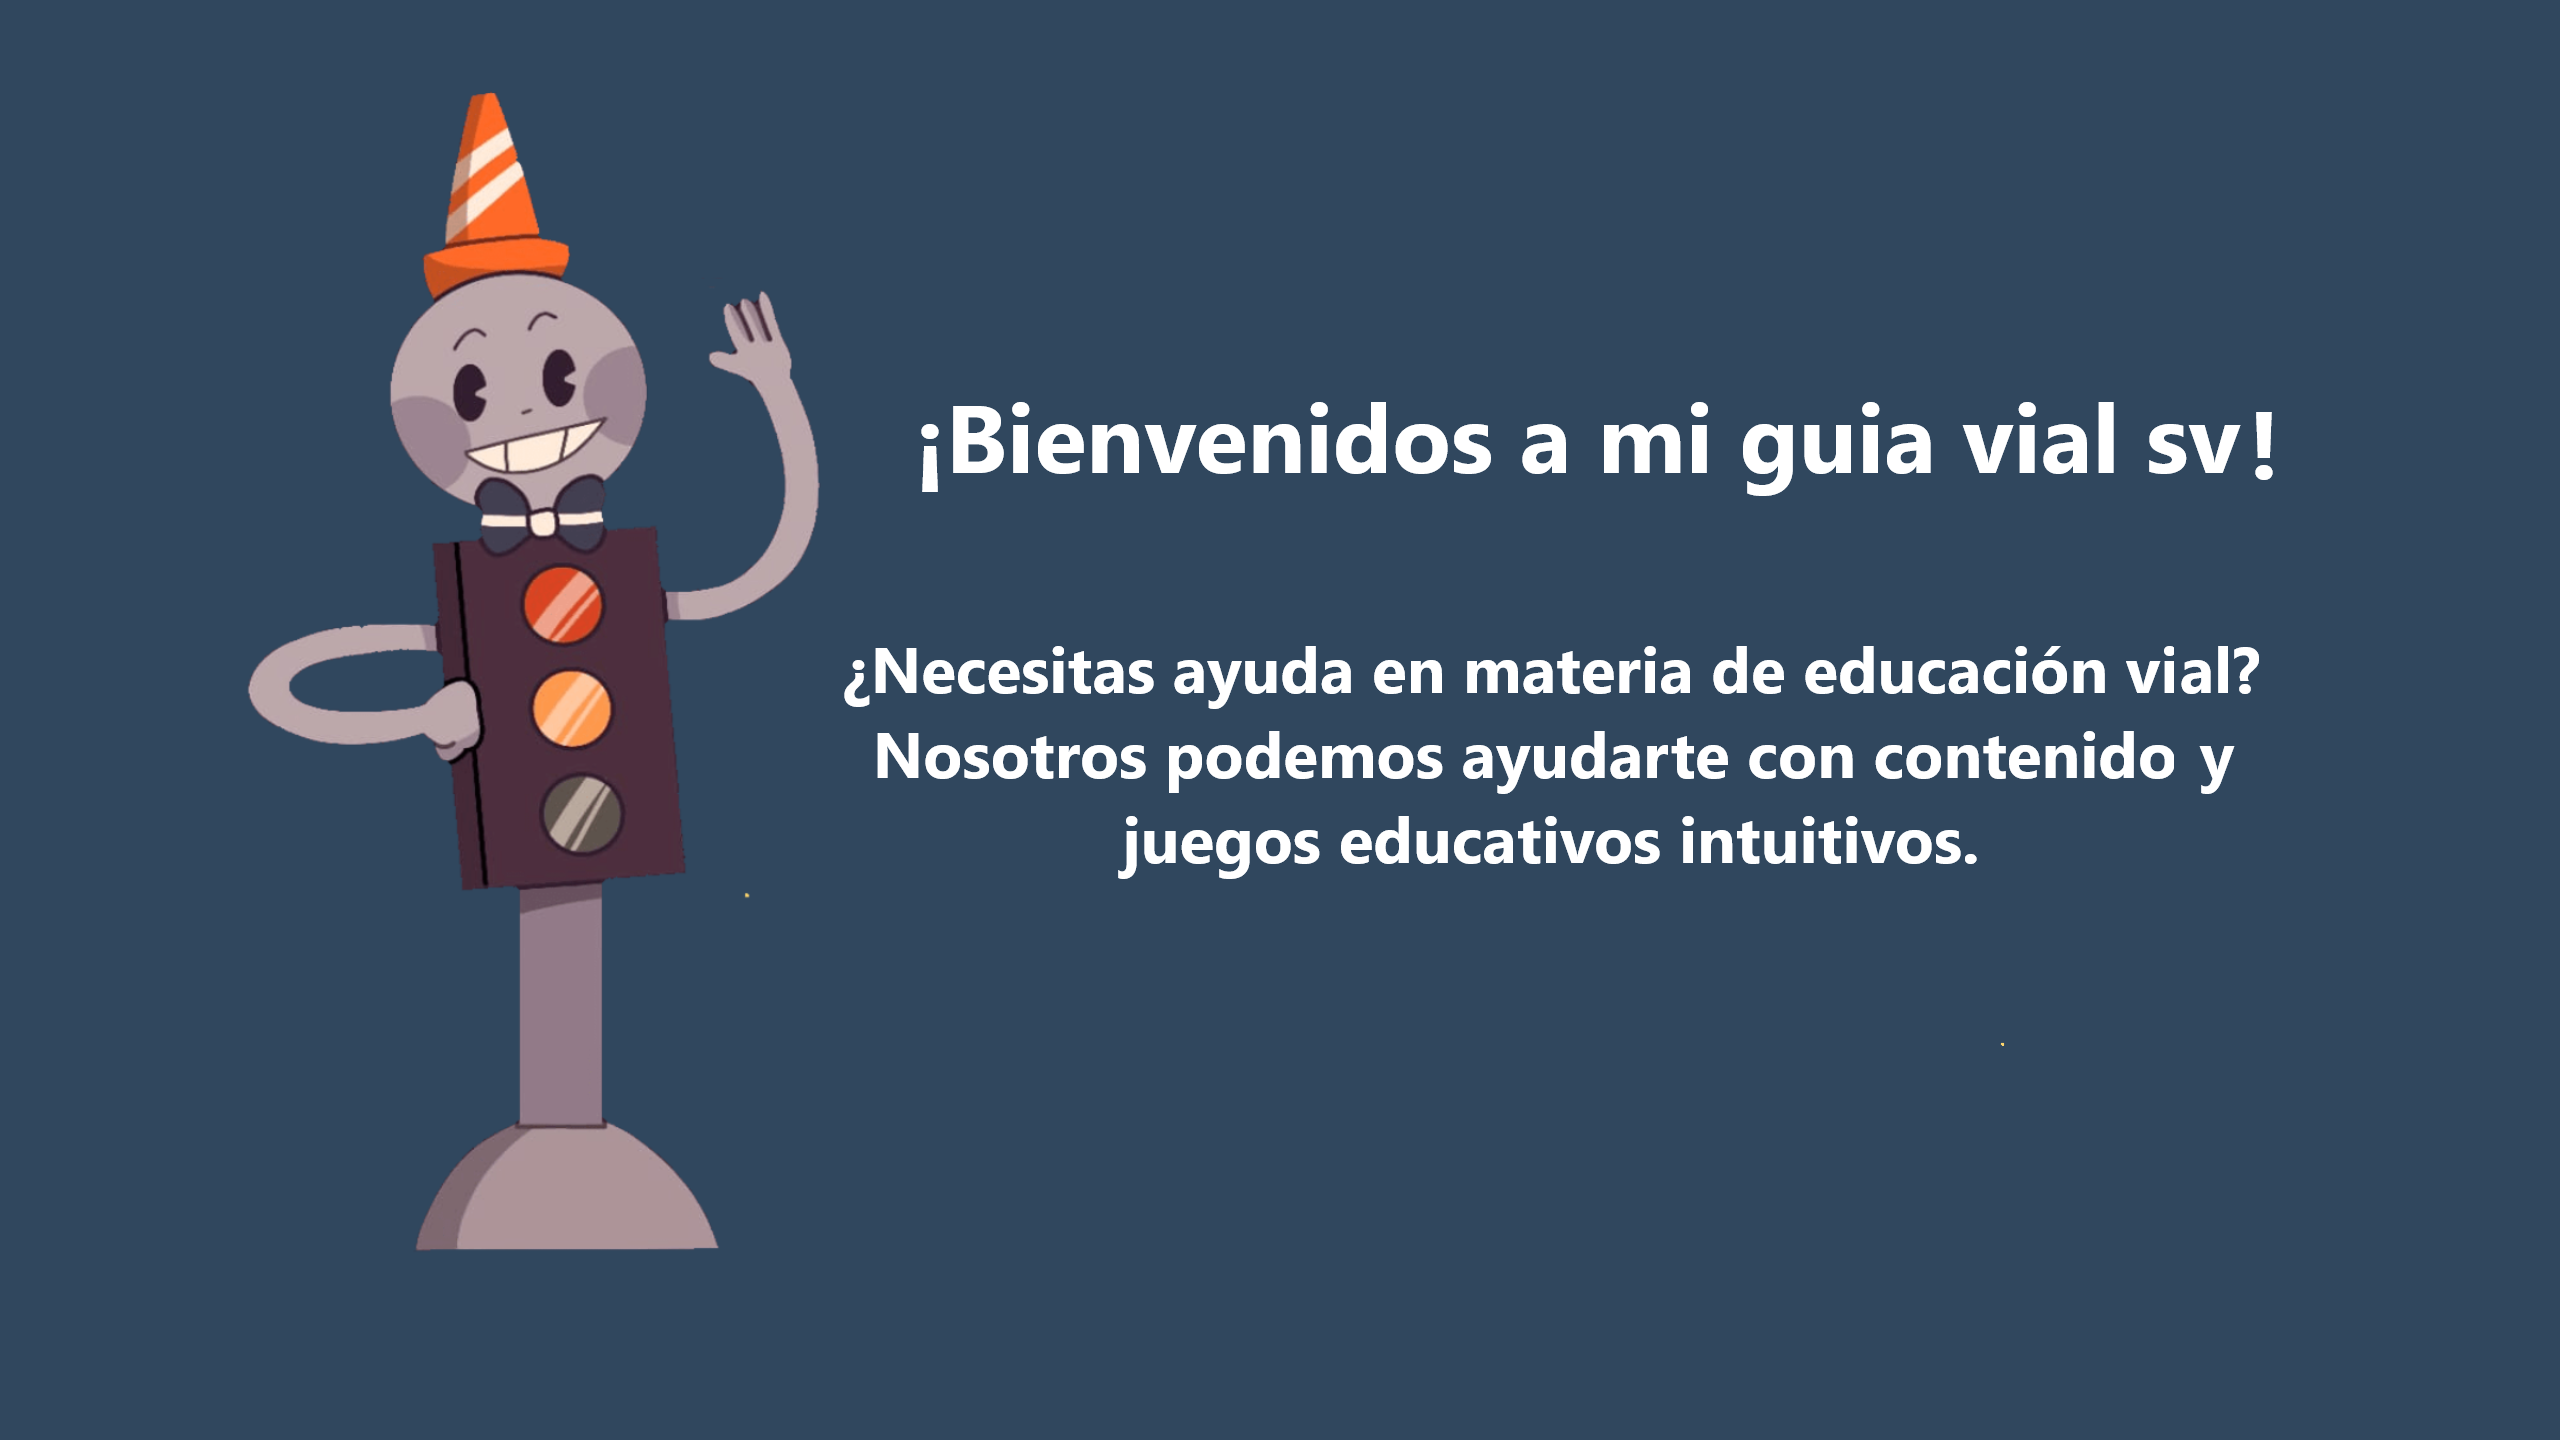 ¡Bienvenidos a mi guia vial sv!
¿Necesitas ayuda en materia de educación vial?
Nosotros podemos ayudarte con contenido y
juegos educativos intuitivos.